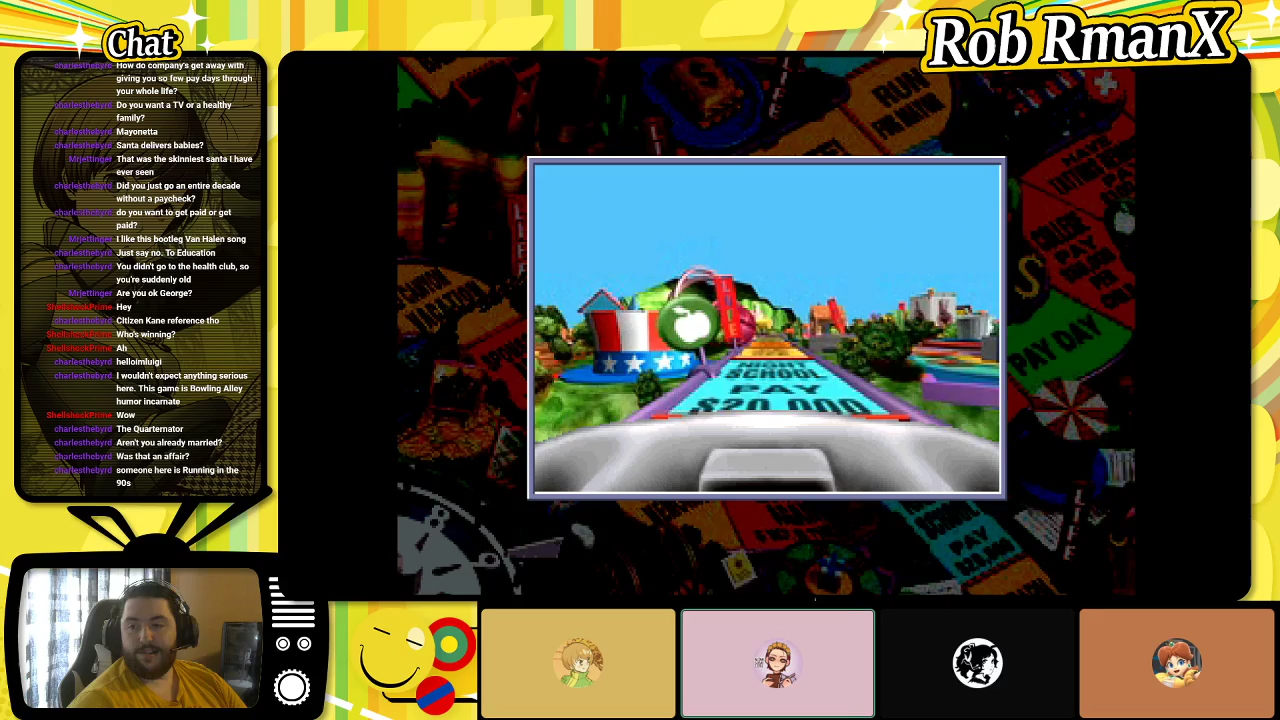 Chat
Rob RmanX
charlesthebyrd How do company's get away with
giving you so few pay days through
your whole life?
charlesthebyrd Do you want a TV or a healthy
family?
charlesthebyrd Mayonetta
charlesthebyrd Santa delivers babies?
Mrjettinger That was the skinniest santa I have
ever seen
charlesthebyrd Did you just go an entire decade
without a paycheck?
charlesthebyrd do you want to get paid or get
paid?
Mrjettinger I like this bootleg Van Halen song
charlesthebyrd Just say no. To Education
charlesthebyrd You didn't go to the health club, so
you're suddenly old
Mrjettinger Are you ok George?
ShellshockPrime Hey
charlesthebyrd Citizen Kane reference tho
ShellshockPrime Who's winning?
ShellshockPrime Ah
charlesthebyrd helloimluigi
charlesthebyrd I wouldn't expect anything serious
here. This game is Bowling Alley
humor incarnate
ShellshockPrime Wow
charlesthebyrd The Quarternator
charlesthebyrd Aren't you already married?
charlesthebyrd Was that an affair?
charlesthebyrd someone here is Running in the
90s
LIFE
NIGHT
SCHOOL
PAY
$20,000
PAY DAY
LIFE